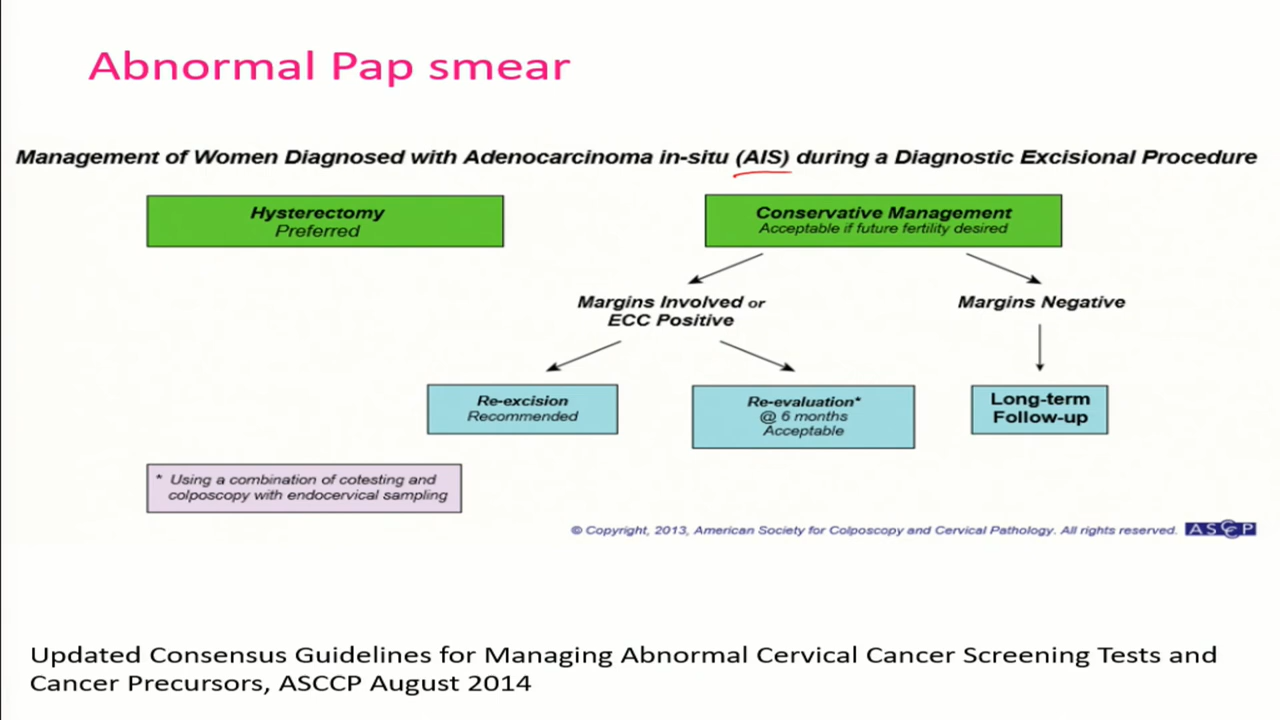 Abnormal Pap smear
Management of Women Diagnosed with Adenocarcinoma in-situ (AIS) during a Diagnostic Excisional Procedure
Hysterectomy
Preferred
Conservative Management
Acceptable if future fertility desired
Margins Involved or
ECC Positive
Margins Negative
Re-excision
Recommended
Re-evaluation*
@ 6 months
Acceptable
Long-term
Follow-up
* Using a combination of cotesting and
colposcopy with endocervical sampling
© Copyright, 2013, American Society for Colposcopy and Cervical Pathology. All rights reserved. ASCCP
Updated Consensus Guidelines for Managing Abnormal Cervical Cancer Screening Tests and
Cancer Precursors, ASCCP August 2014